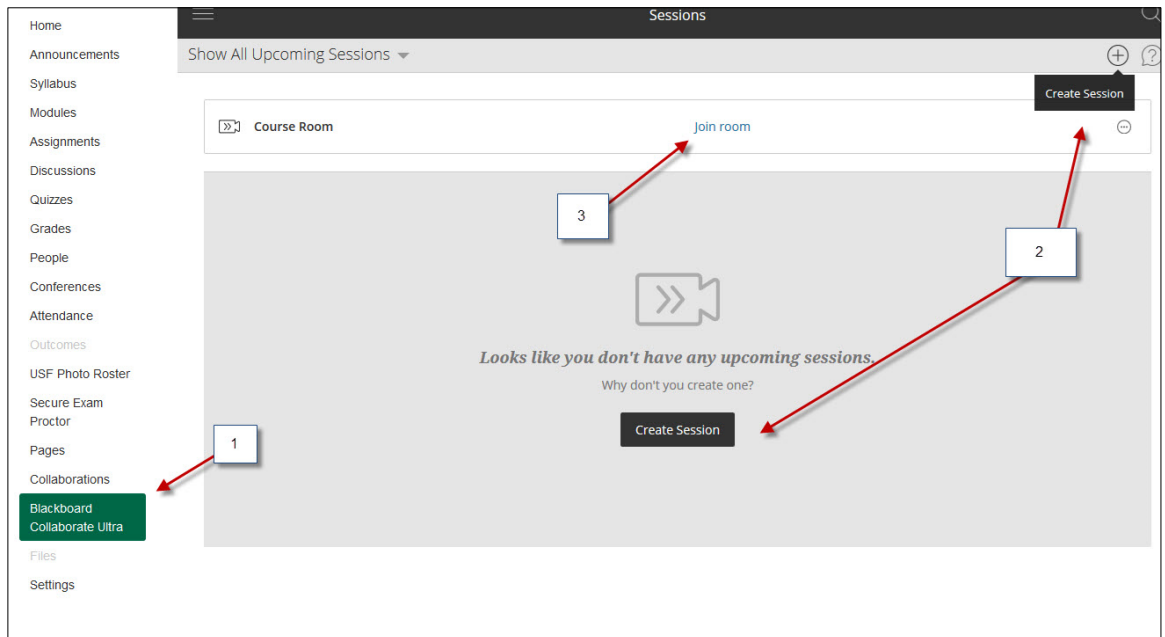 Home
Announcements
Syllabus
Modules
Assignments
Discussions
Quizzes
Grades
People
Conferences
Attendance
Outcomes
USF Photo Roster
Secure Exam
Proctor
Pages
Collaborations
Blackboard
Collaborate Ultra
Files
Settings
1
Sessions
Show All Upcoming Sessions
?
Create Session
Course Room
Join room
3
2
Looks like you don't have any upcoming sessions.
Why don't you create one?
Create Session